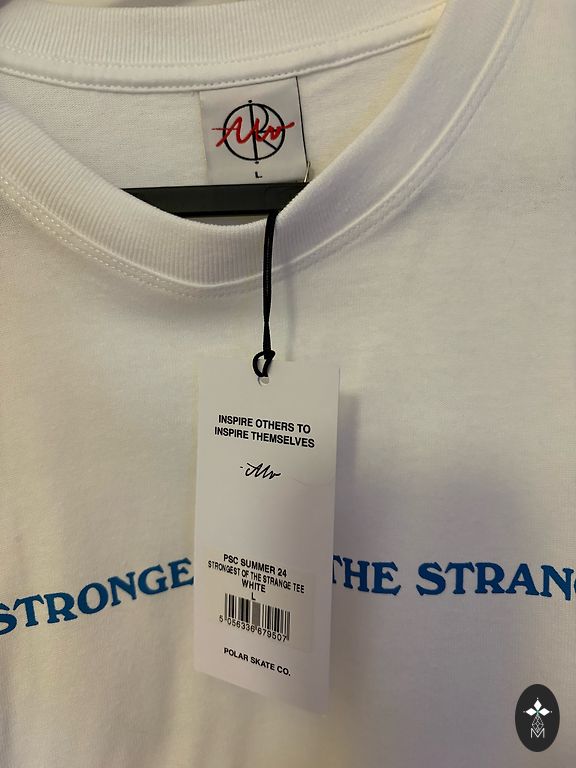 L
INSPIRE OTHERS TO
INSPIRE THEMSELVES
PSC SUMMER 24
STRONGEST OF THE STRANGE TEE
WHITE
L
5 056336 679507
POLAR SKATE CO.
STRONGE THE STRANG
M